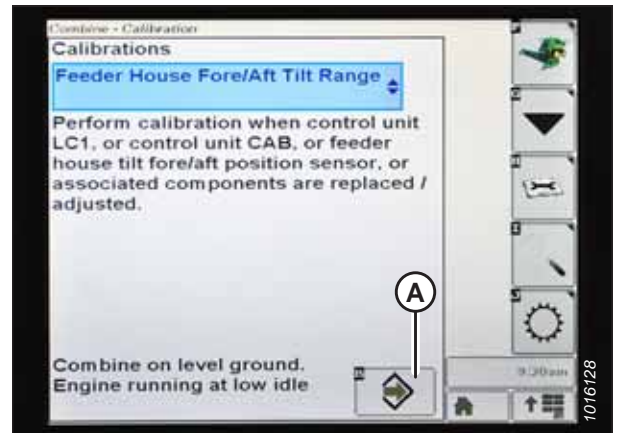 Combine - Calibration
Calibrations
Feeder House Fore/Aft Tilt Range
Perform calibration when control unit
LC1, or control unit CAB, or feeder
house tilt fore/aft position sensor, or
associated components are replaced /
adjusted.
A
Combine on level ground.
Engine running at low idle
9:30am
1016128